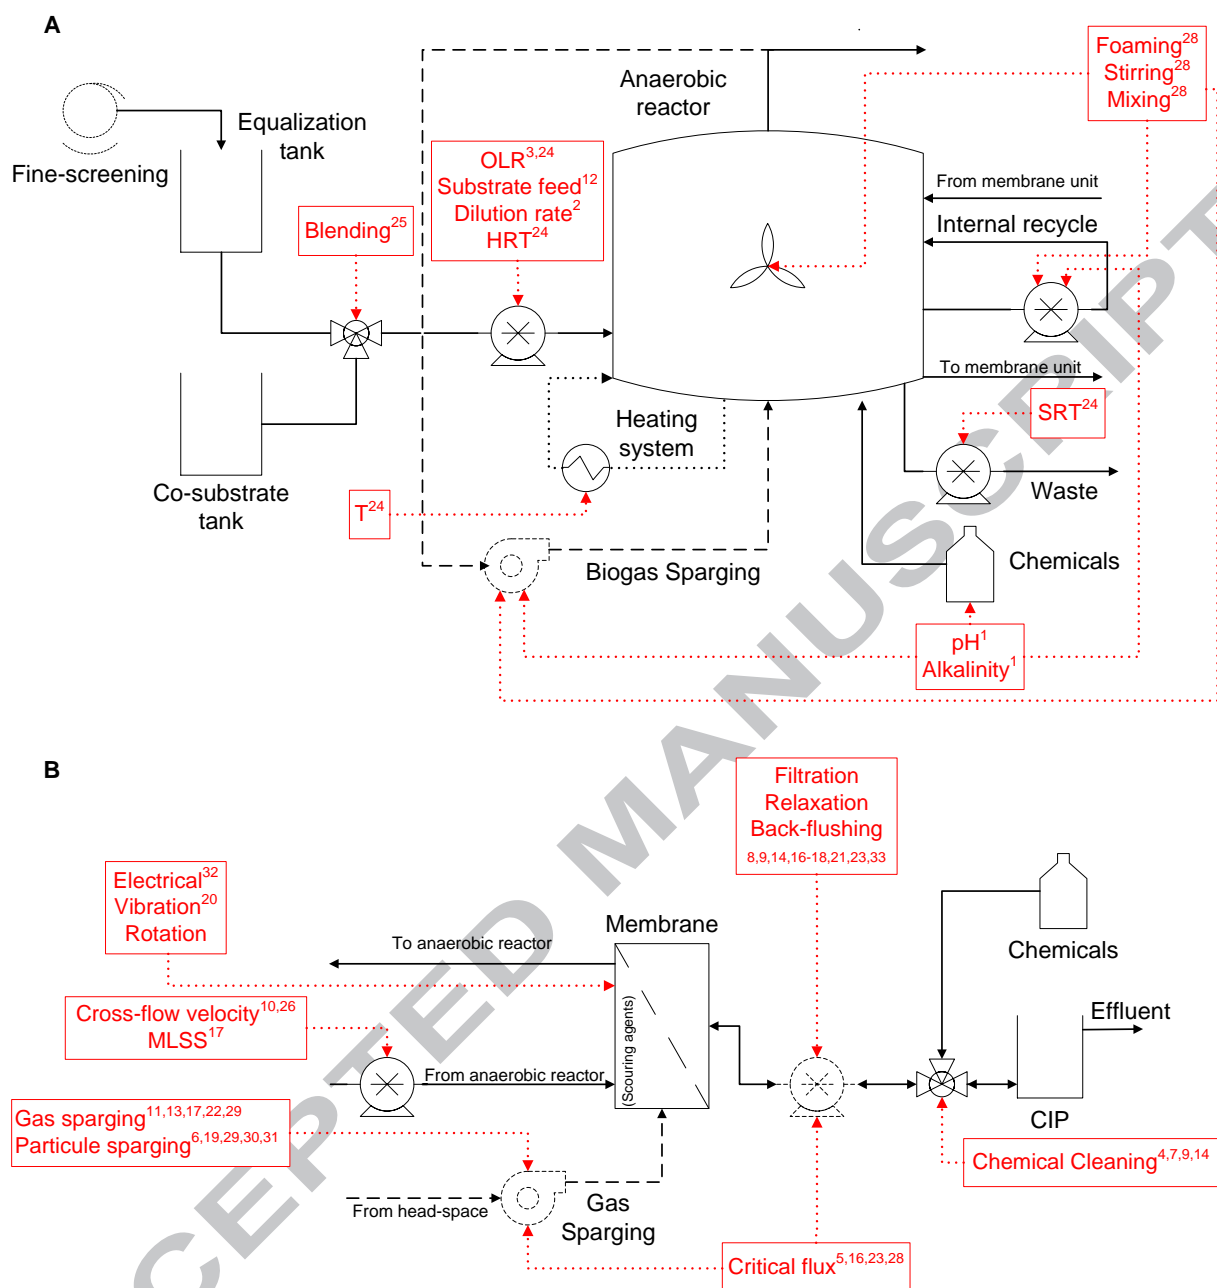 A
Fine-screening
Equalization
tank
Blending25
OLR3,24
Substrate feed12
Dilution rate2
HRT24
Anaerobic
reactor
Foaming28
Stirring28
Mixing28
From membrane unit
Internal recycle
To membrane unit
SRT24
Waste
Heating
system
Co-substrate
tank
T24
Biogas Sparging
Chemicals
pH1
Alkalinity1
B
Filtration
Relaxation
Back-flushing
8,9,14,16-18,21,23,33
Electrical32
Vibration20
Rotation
To anaerobic reactor
Membrane
(Scouring agents)
Chemicals
Cross-flow velocity10,26
MLSS17
From anaerobic reactor
Effluent
CIP
Gas sparging11,13,17,22,29
Particule sparging6,19,29,30,31
From head-space
Gas
Sparging
Chemical Cleaning4,7,9,14
Critical flux5,16,23,28
CEPTED MANUSCRIPT